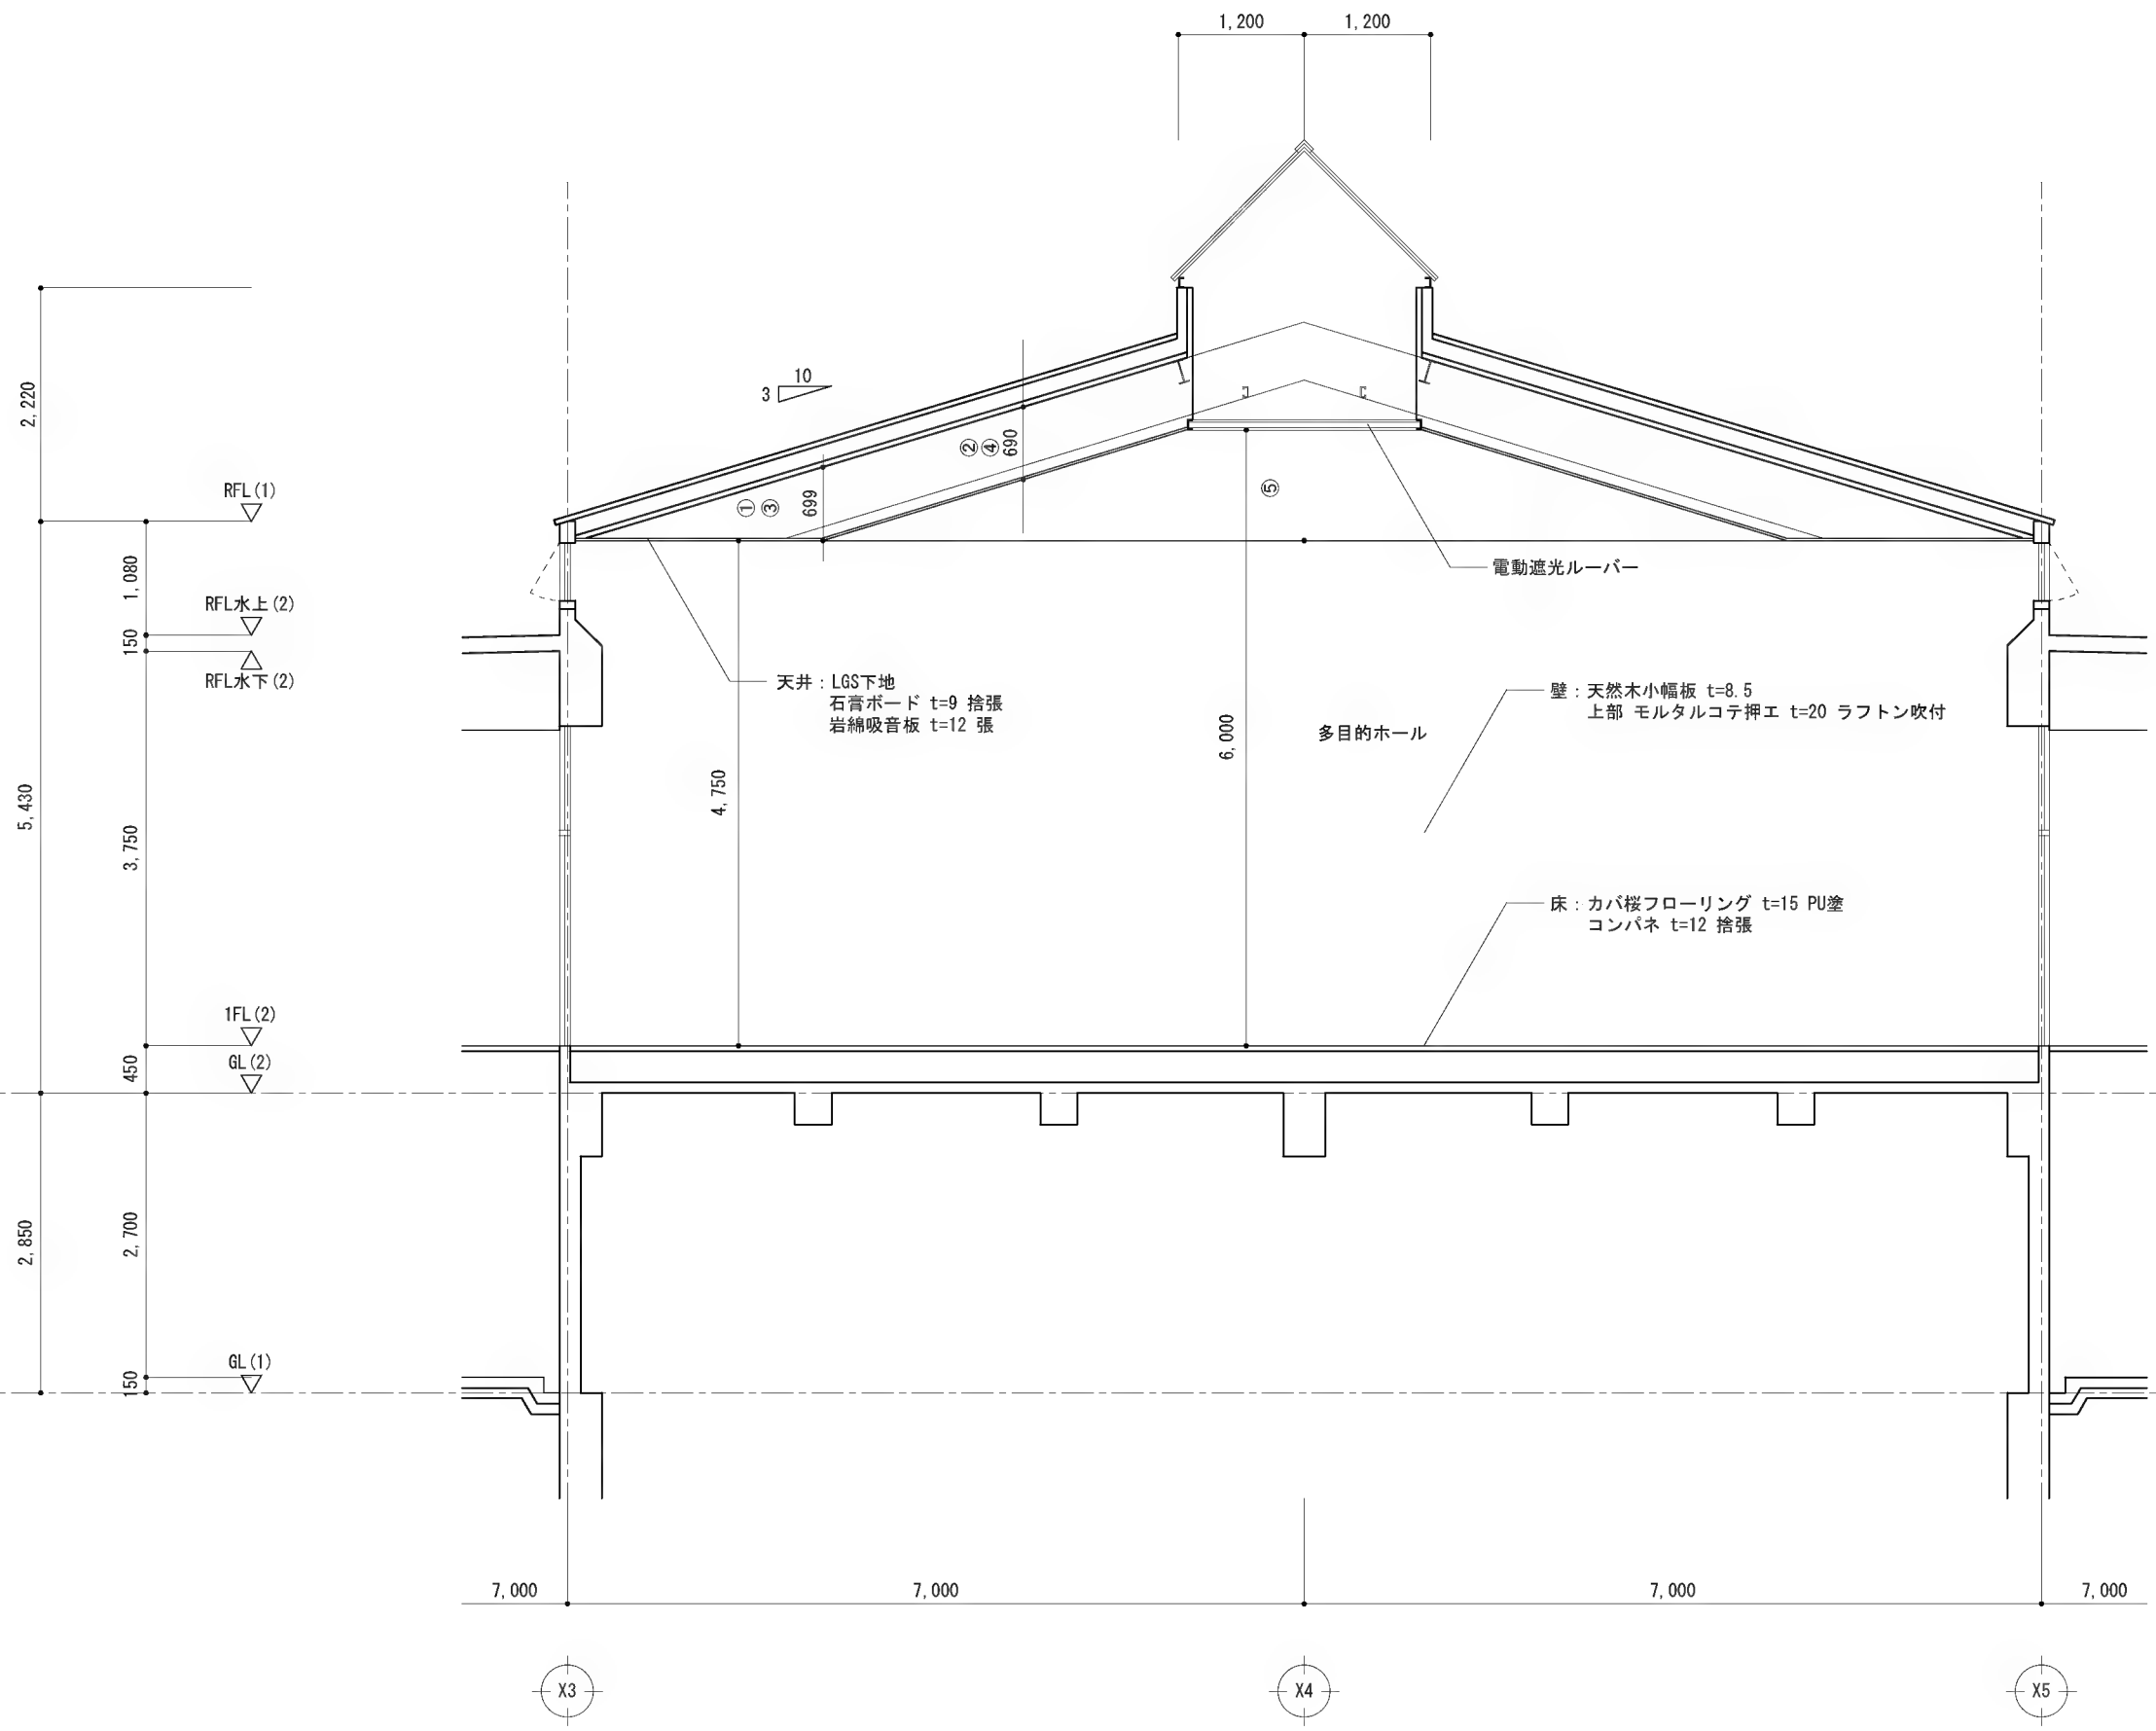 1,200
1,200
10
3
2,220
② ④ 690
① ③ 699
⑤
RFL(1)
電動遮光ルーバー
1,080
RFL水上(2)
150
RFL水下(2)
天井：LGS下地
石膏ボード t=9 捨張
岩綿吸音板 t=12 張
壁：天然木小幅板 t=8.5
上部 モルタルコテ押エ t=20 ラフトン吹付
多目的ホール
6,000
4,750
5,430
3,750
床：カバ桜フローリング t=15 PU塗
コンパネ t=12 捨張
1FL(2)
450
GL(2)
2,850
2,700
GL(1)
150
7,000
7,000
7,000
7,000
X3
X4
X5